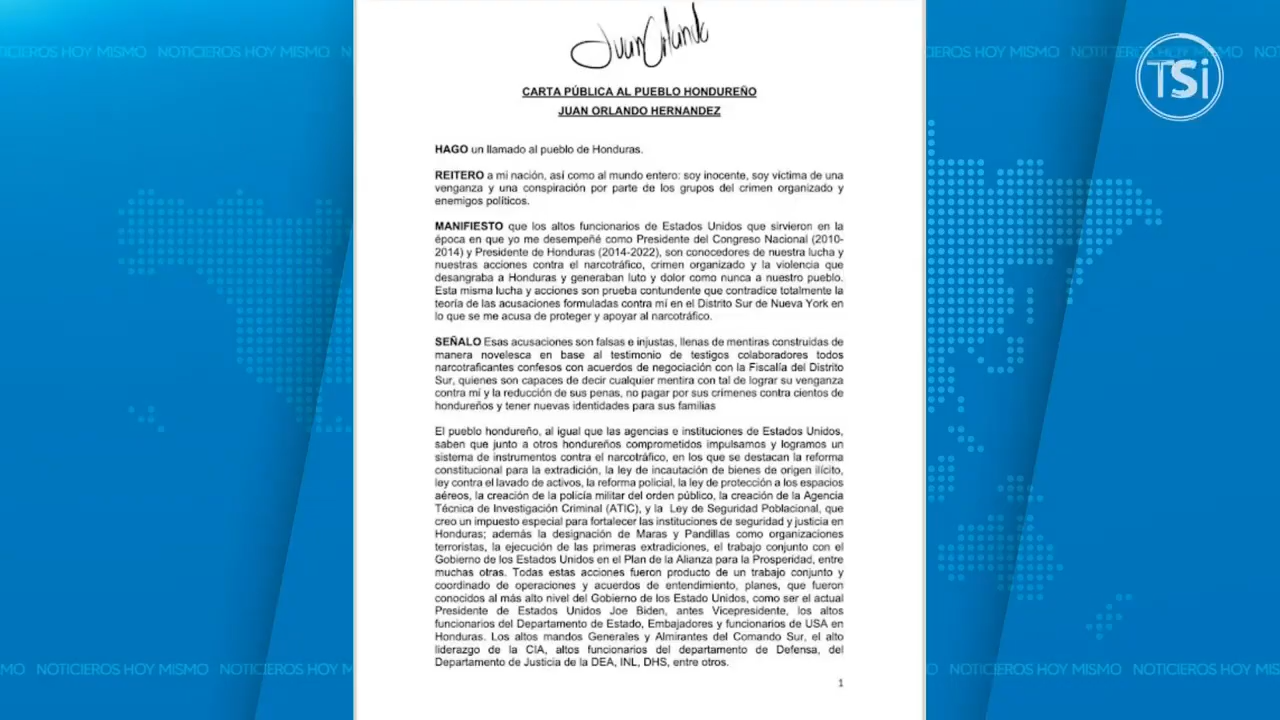 Juan Orlando
CARTA PÚBLICA AL PUEBLO HONDUREÑO
JUAN ORLANDO HERNANDEZ
HAGO un llamado al pueblo de Honduras.
REITERO a mi nación, así como al mundo entero: soy inocente, soy víctima de una
venganza y una conspiración por parte de los grupos del crimen organizado y
enemigos políticos.
MANIFIESTO que los altos funcionarios de Estados Unidos que sirvieron en la
época en que yo me desempeñé como Presidente del Congreso Nacional (2010-
2014) y Presidente de Honduras (2014-2022), son conocedores de nuestra lucha y
nuestras acciones contra el narcotráfico, crimen organizado y la violencia que
desangraba a Honduras y generaban luto y dolor como nunca a nuestro pueblo.
Esta misma lucha y acciones son prueba contundente que contradice totalmente la
teoría de las acusaciones formuladas contra mí en el Distrito Sur de Nueva York en
lo que se me acusa de proteger y apoyar al narcotráfico.
SEÑALO Esas acusaciones son falsas e injustas, llenas de mentiras construidas de
manera novelesca en base al testimonio de testigos colaboradores todos
narcotraficantes confesos con acuerdos de negociación con la Fiscalía del Distrito
Sur, quienes son capaces de decir cualquier mentira con tal de lograr su venganza
contra mí y la reducción de sus penas, no pagar por sus crímenes contra cientos de
hondureños y tener nuevas identidades para sus familias
El pueblo hondureño, al igual que las agencias e instituciones de Estados Unidos,
saben que junto a otros hondureños comprometidos impulsamos y logramos un
sistema de instrumentos contra el narcotráfico, en los que se destacan la reforma
constitucional para la extradición, la ley de incautación de bienes de origen ilícito,
ley contra el lavado de activos, la reforma policial, la ley de protección a los espacios
aéreos, la creación de la policía militar del orden público, la creación de la Agencia
Técnica de Investigación Criminal (ATIC), y la Ley de Seguridad Poblacional, que
creo un impuesto especial para fortalecer las instituciones de seguridad y justicia en
Honduras; además la designación de Maras y Pandillas como organizaciones
terroristas, la ejecución de las primeras extradiciones, el trabajo conjunto con el
Gobierno de los Estados Unidos en el Plan de la Alianza para la Prosperidad, entre
muchas otras. Todas estas acciones fueron producto de un trabajo conjunto y
coordinado de operaciones y acuerdos de entendimiento, planes, que fueron
conocidos al más alto nivel del Gobierno de los Estado Unidos, como ser el actual
Presidente de Estados Unidos Joe Biden, antes Vicepresidente, los altos
funcionarios del Departamento de Estado, Embajadores y funcionarios de USA en
Honduras. Los altos mandos Generales y Almirantes del Comando Sur, el alto
liderazgo de la CIA, altos funcionarios del departamento de Defensa, del
Departamento de Justicia de la DEA, INL, DHS, entre otros.
1
TSi
NOTICIEROS HOY MISMO
NOTICIEROS HOY MISMO
NOTICIEROS HOY MISMO
NOTICIEROS HOY MISMO